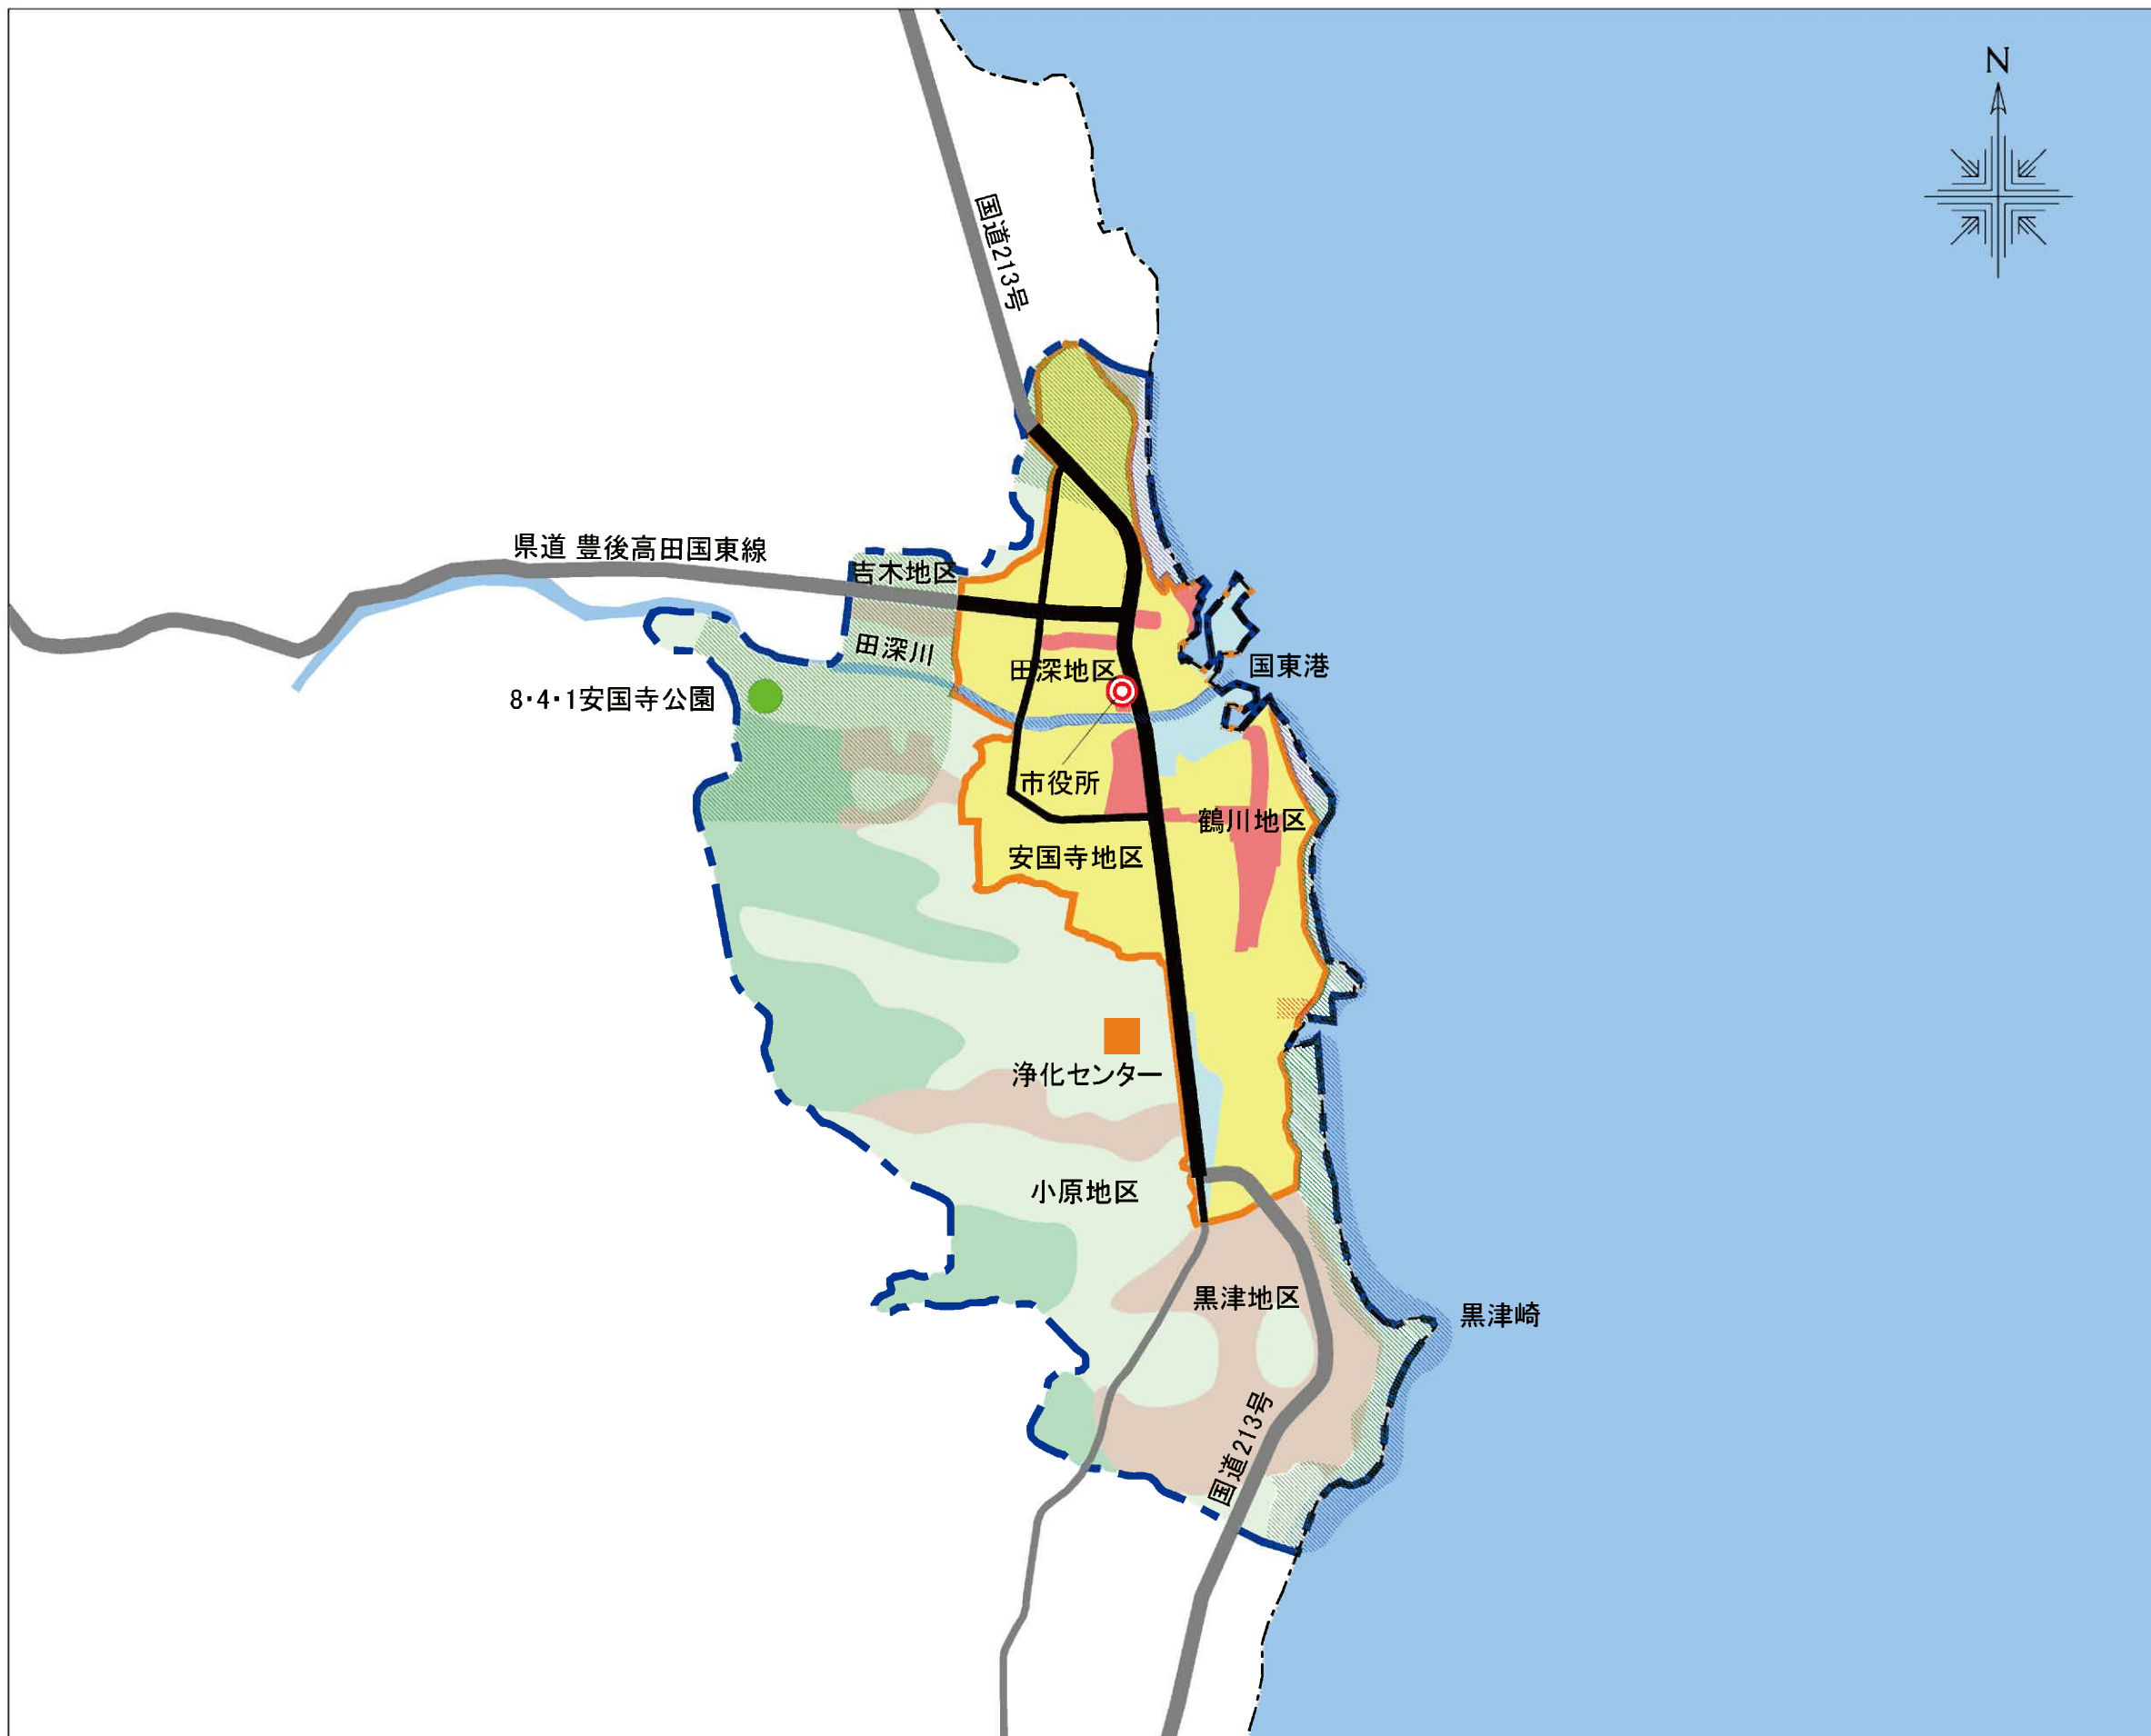 N
国道213号
県道 豊後高田国東線
吉木地区
田深川
田深地区
国東港
8・4・1安国寺公園
市役所
鶴川地区
安国寺地区
浄化センター
小原地区
黒津地区
黒津崎
国道213号